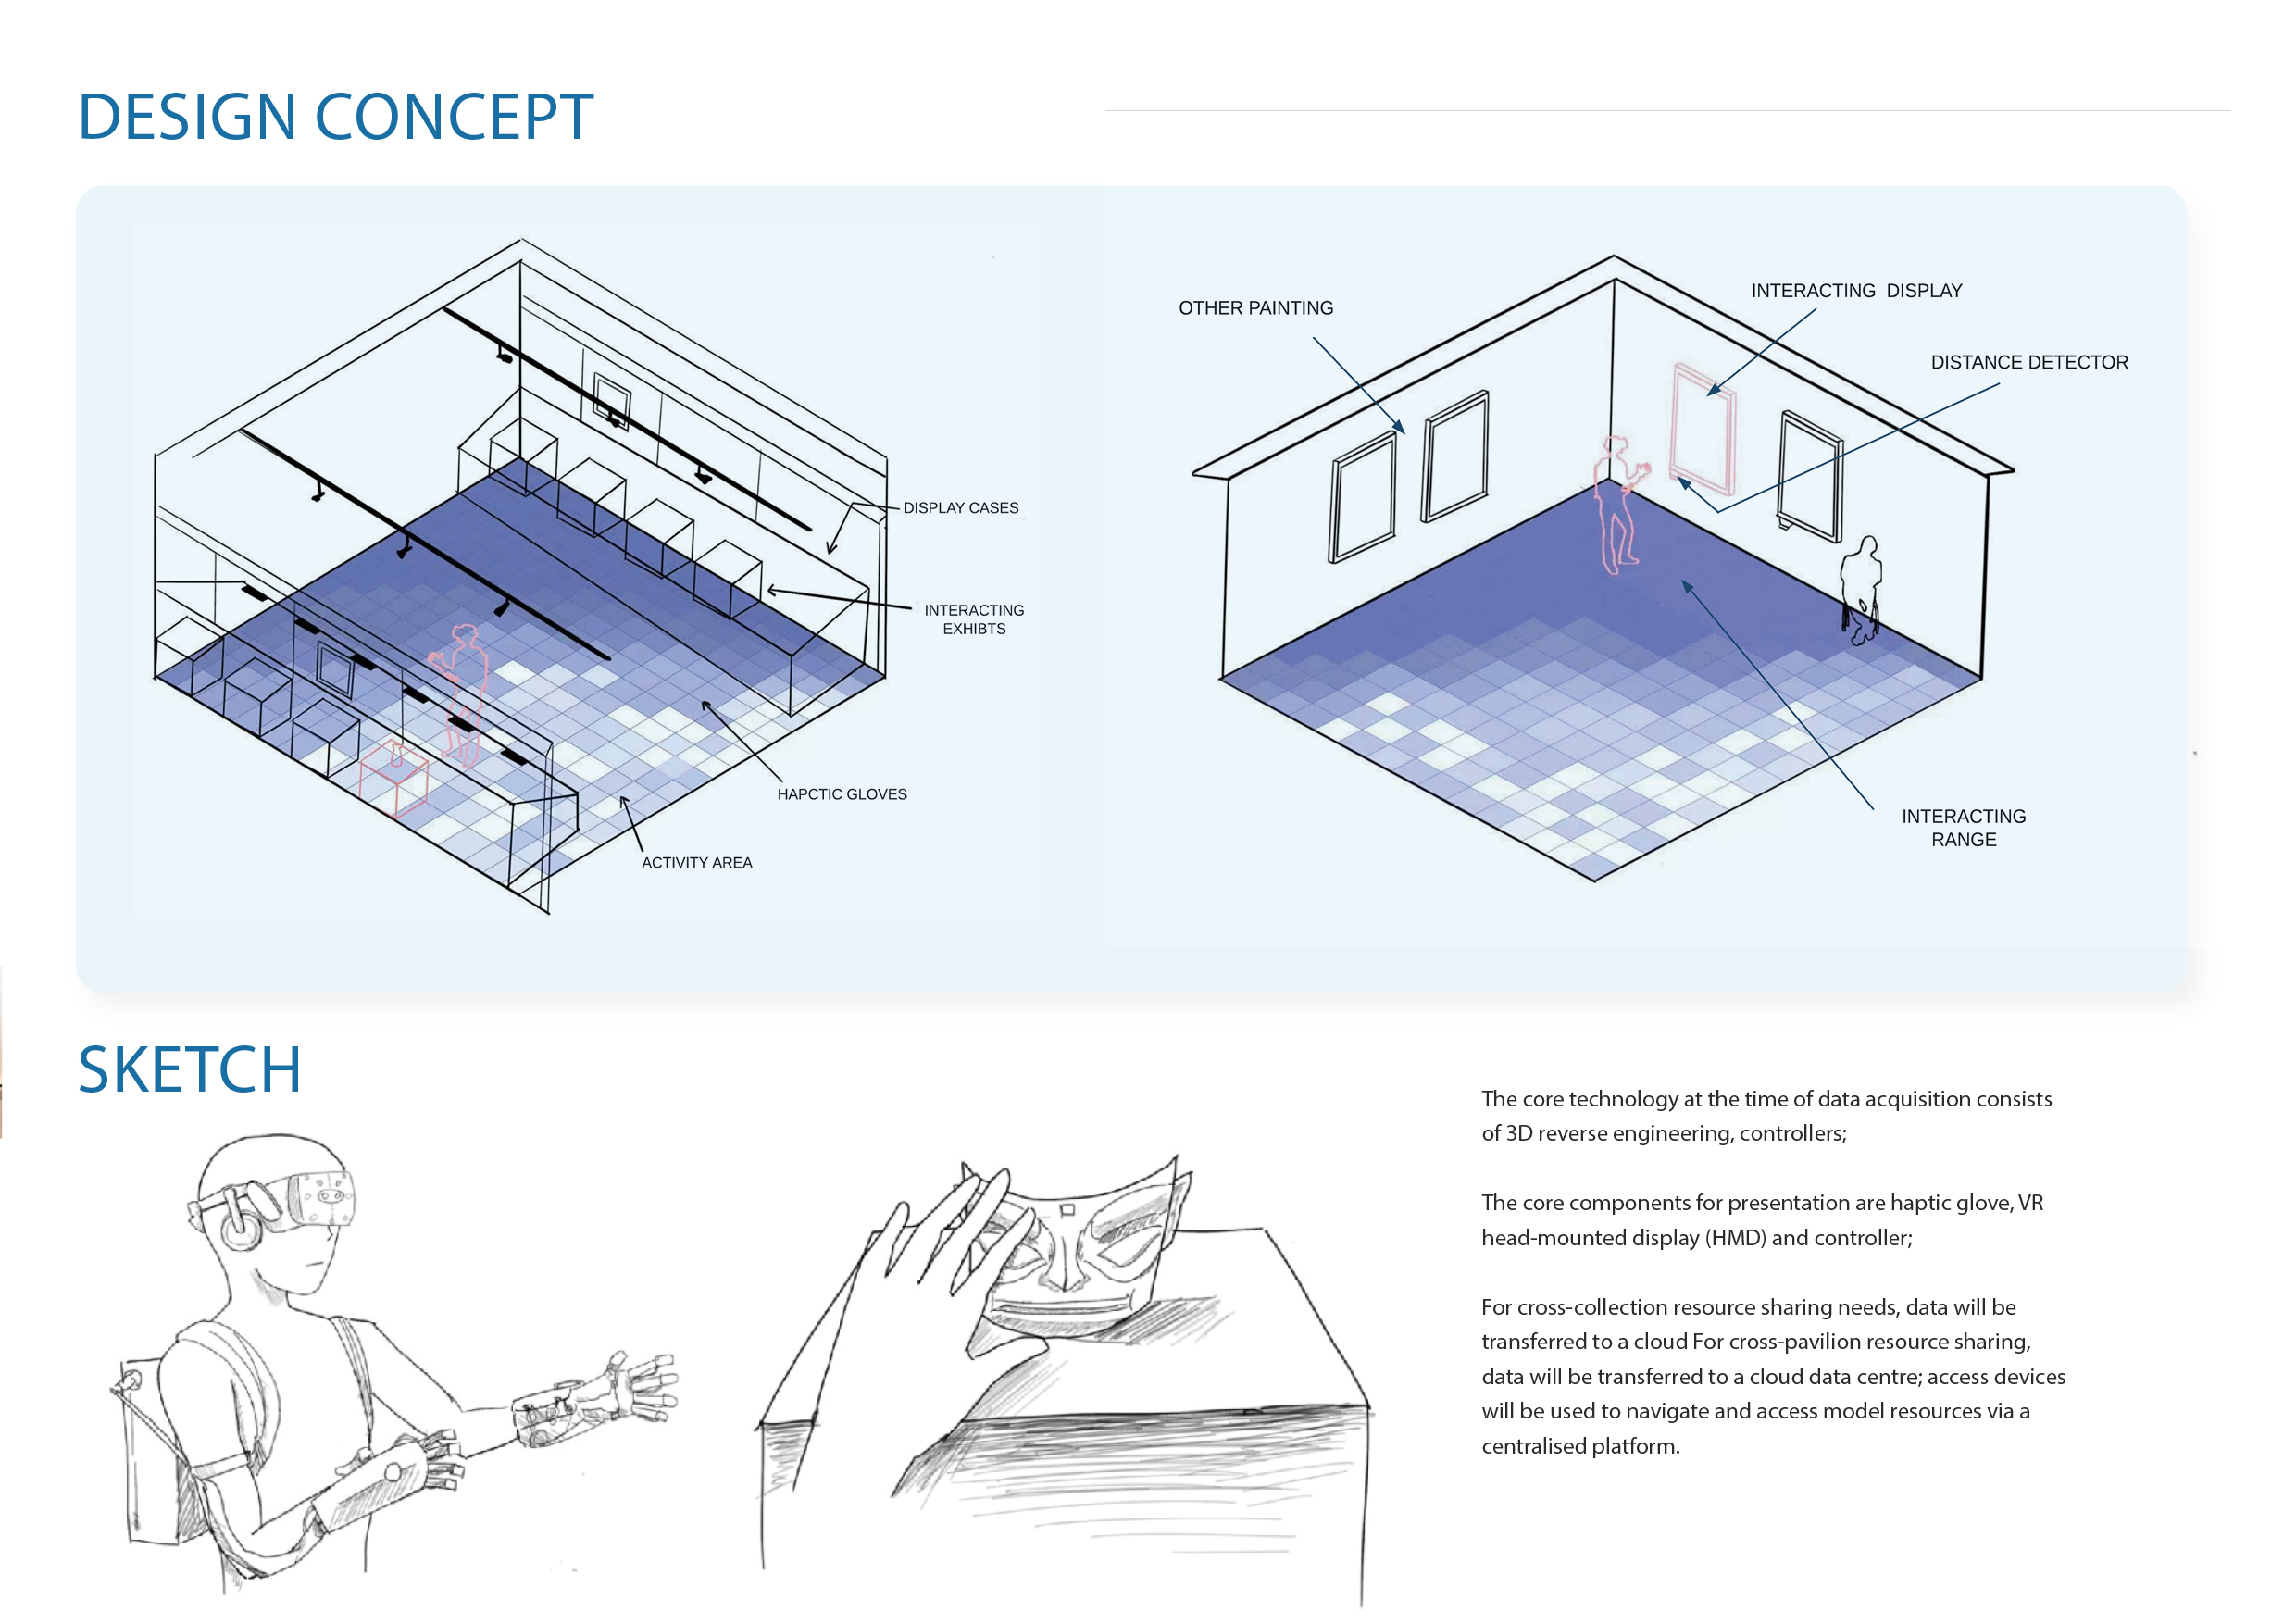 DESIGN CONCEPT
DISPLAY CASES
INTERACTING
EXHIBTS
HAPCTIC GLOVES
ACTIVITY AREA
OTHER PAINTING
INTERACTING DISPLAY
DISTANCE DETECTOR
INTERACTING
RANGE
SKETCH
The core technology at the time of data acquisition consists
of 3D reverse engineering, controllers;
The core components for presentation are haptic glove, VR
head-mounted display (HMD) and controller;
For cross-collection resource sharing needs, data will be
transferred to a cloud For cross-pavilion resource sharing,
data will be transferred to a cloud data centre; access devices
will be used to navigate and access model resources via a
centralised platform.